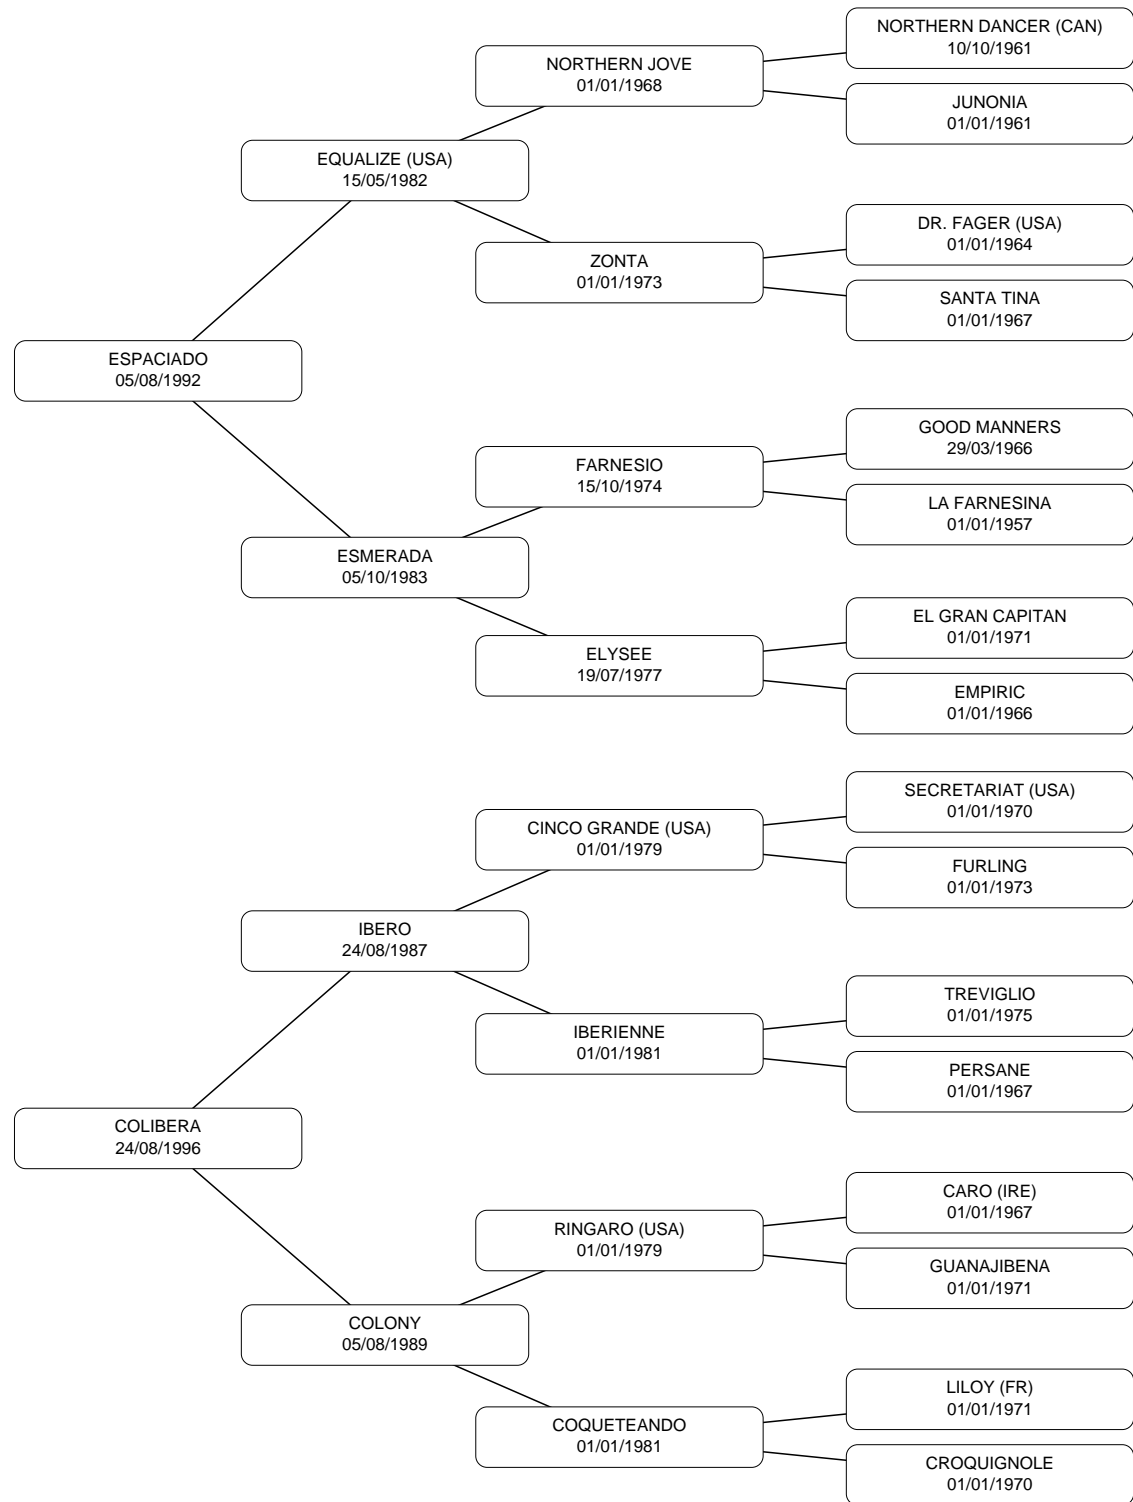 NORTHERN DANCER (CAN)
10/10/1961
NORTHERN JOVE
01/01/1968
JUNONIA
01/01/1961
EQUALIZE (USA)
15/05/1982
DR. FAGER (USA)
01/01/1964
ZONTA
01/01/1973
SANTA TINA
01/01/1967
ESPACIADO
05/08/1992
GOOD MANNERS
29/03/1966
FARNESIO
15/10/1974
LA FARNESINA
01/01/1957
ESMERADA
05/10/1983
EL GRAN CAPITAN
01/01/1971
ELYSEE
19/07/1977
EMPIRIC
01/01/1966
SECRETARIAT (USA)
01/01/1970
CINCO GRANDE (USA)
01/01/1979
FURLING
01/01/1973
IBERO
24/08/1987
TREVIGLIO
01/01/1975
IBERIENNE
01/01/1981
PERSANE
01/01/1967
COLIBERA
24/08/1996
CARO (IRE)
01/01/1967
RINGARO (USA)
01/01/1979
GUANAJIBENA
01/01/1971
COLONY
05/08/1989
LILOY (FR)
01/01/1971
COQUETEANDO
01/01/1981
CROQUIGNOLE
01/01/1970